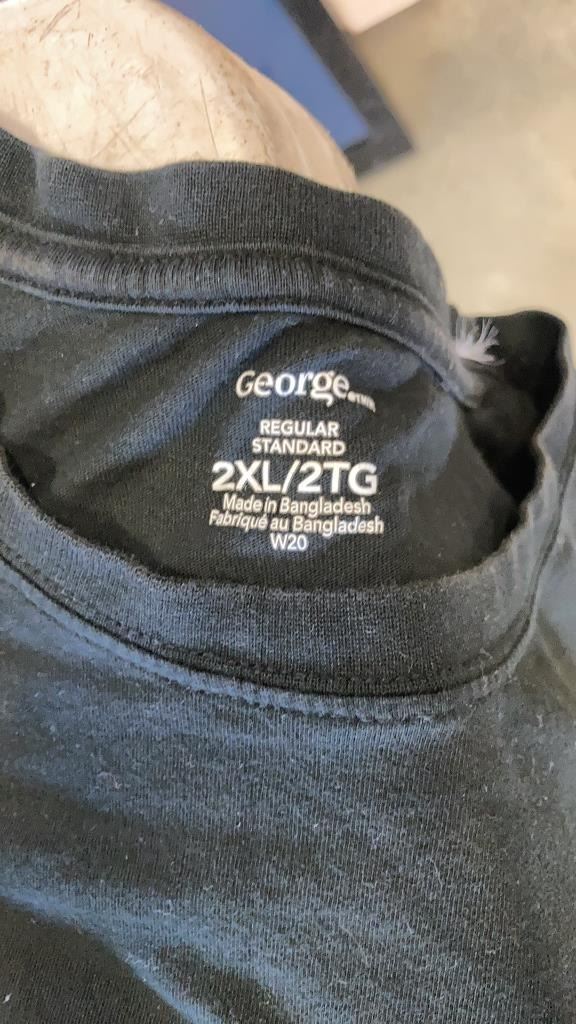 George
REGULAR
STANDARD
2XL/2TG
Made in Bangladesh
Fabriqué au Bangladesh
W20